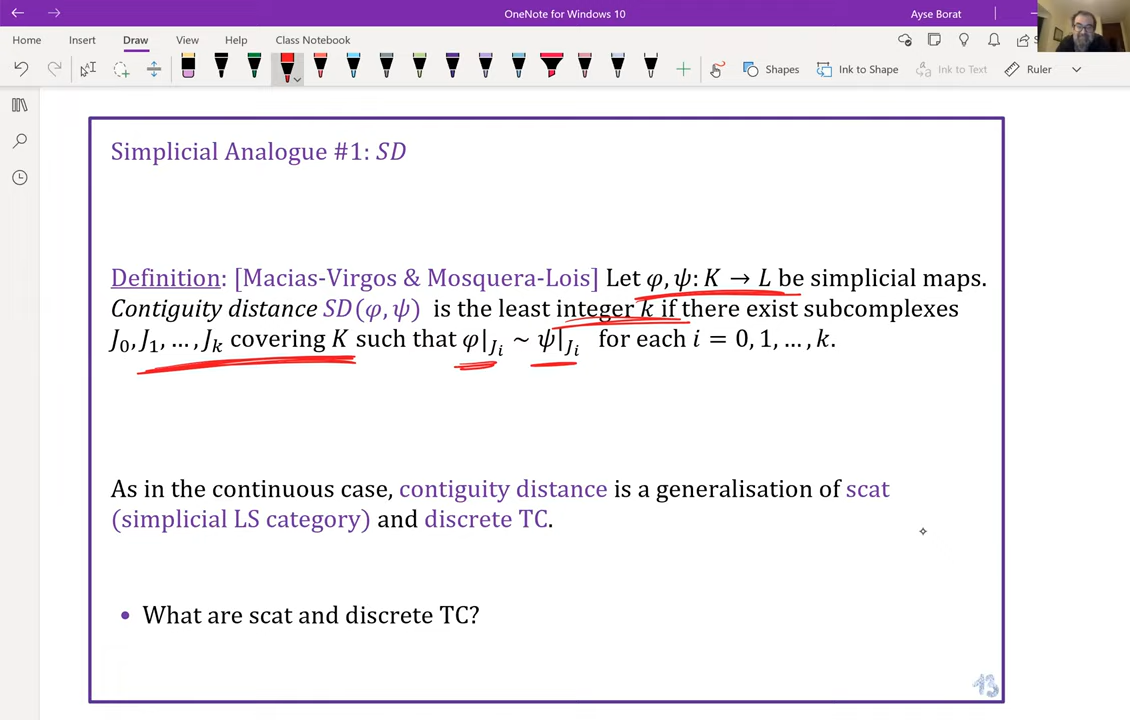 OneNote for Windows 10
Ayse Borat
Home Insert Draw View Help Class Notebook
Shapes Ink to Shape Ink to Text Ruler
Simplicial Analogue #1: SD
Definition: [Macias-Virgos & Mosquera-Lois] Let φ, ψ: K → L be simplicial maps.
Contiguity distance SD(φ, ψ) is the least integer k if there exist subcomplexes
J₀, J₁, … , Jₖ covering K such that φ|_{Jᵢ} ~ ψ|_{Jᵢ} for each i = 0, 1, … , k.
As in the continuous case, contiguity distance is a generalisation of scat
(simplicial LS category) and discrete TC.
• What are scat and discrete TC?
13